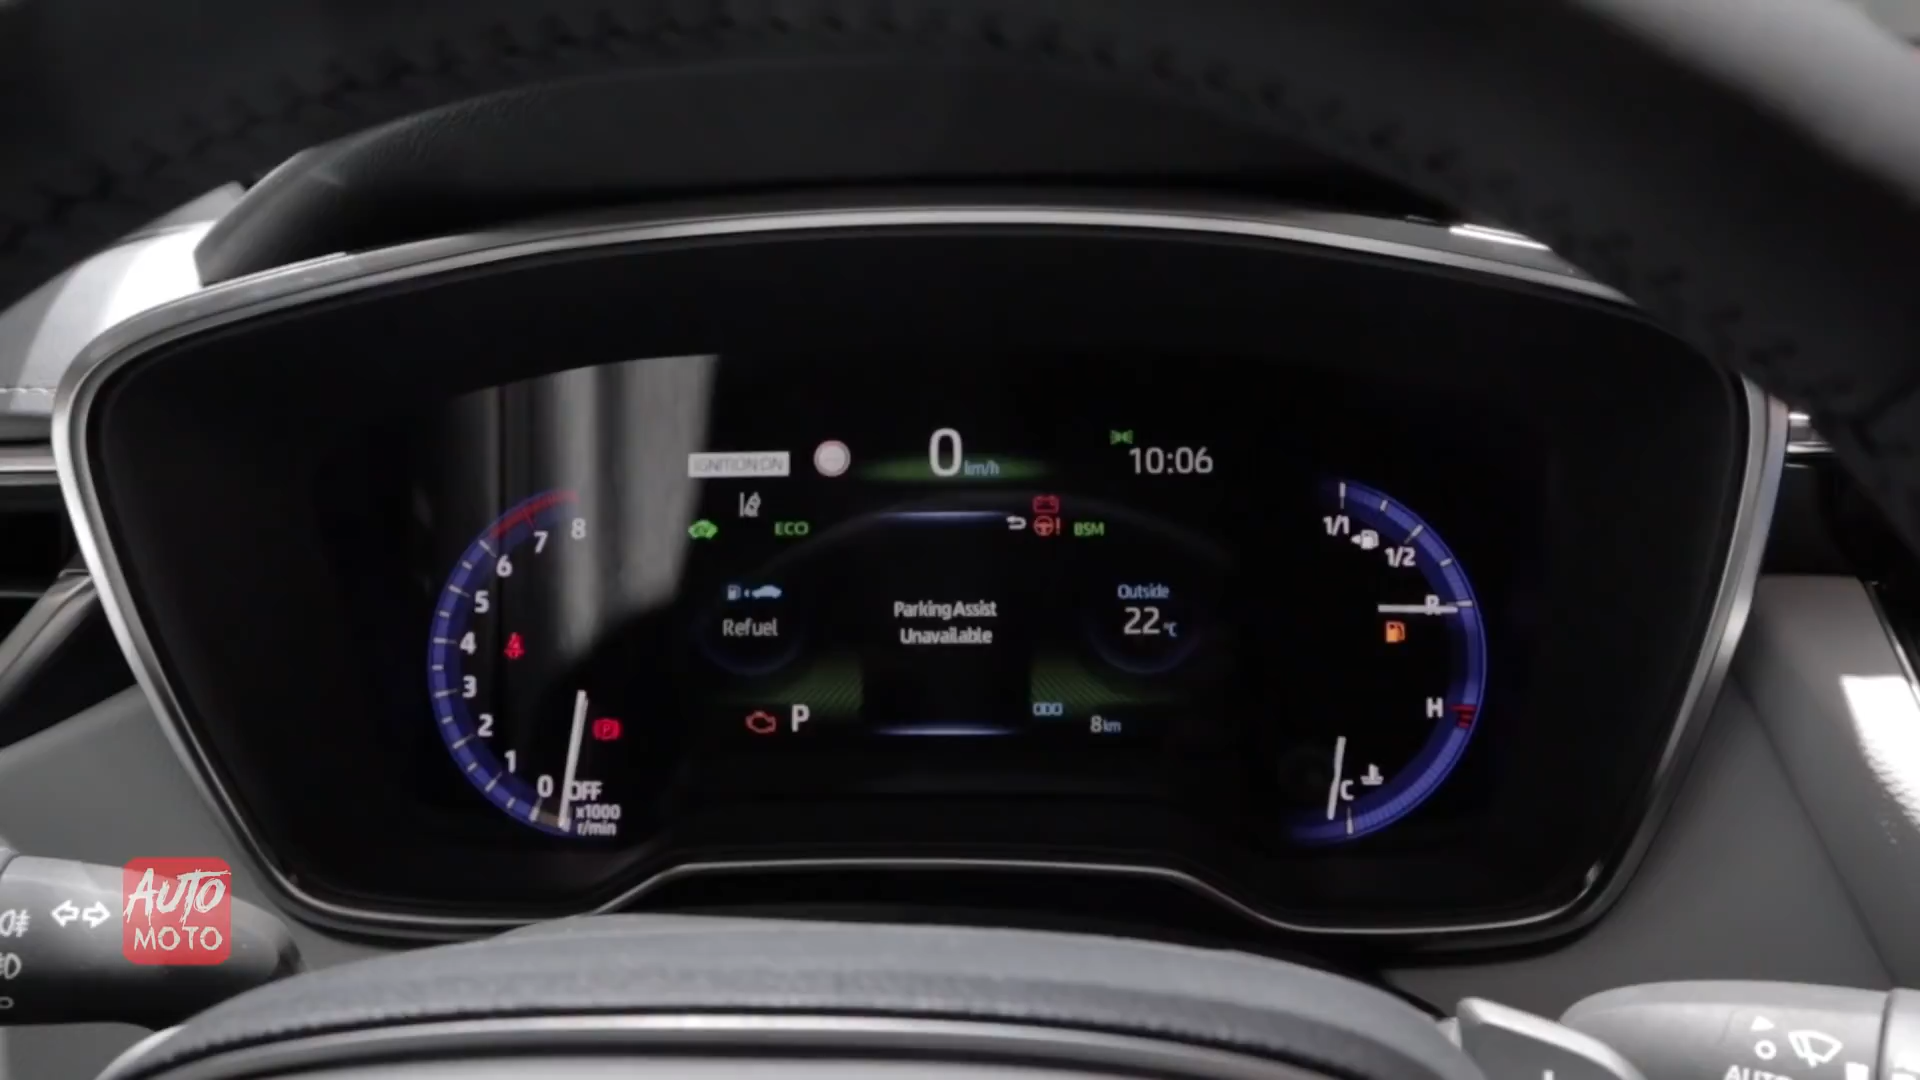 IGNITION ON
0 km/h
10:06
ECO
BSM
Refuel
Parking Assist
Unavailable
Outside
22°C
P
8 km
8
7
6
5
4
3
2
1
0
OFF
x1000
r/min
P
1/1
1/2
R
H
C
AUTO
MOTO
AUTO